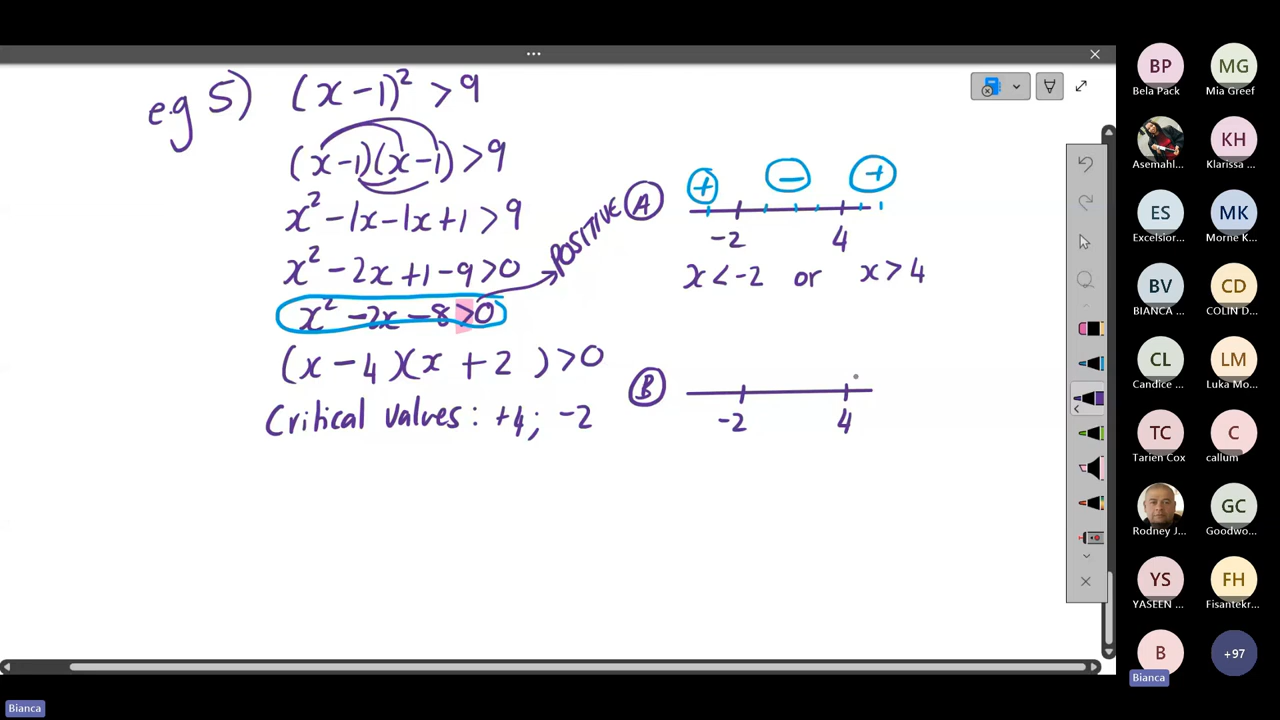 e.g 5) (x-1)² > 9
(x-1)(x-1) > 9
x² - 1x - 1x + 1 > 9
x² - 2x + 1 - 9 > 0
x² - 2x - 8 > 0
(x - 4)(x + 2) > 0
Critical values: +4; -2
POSITIVE
A
+ - +
-2 4
x < -2 or x > 4
B
-2 4
BP MG
Bela Pack Mia Greef
KH
Asemahl... Klarissa ...
ES MK
Excelsior... Morne K...
BV CD
BIANCA ... COLIN D...
CL LM
Candice ... Luka Mo...
TC C
Tarien Cox callum
GC
Rodney J... Goodwo...
YS FH
YASEEN ... Fisantekr...
B +97
Bianca
Bianca